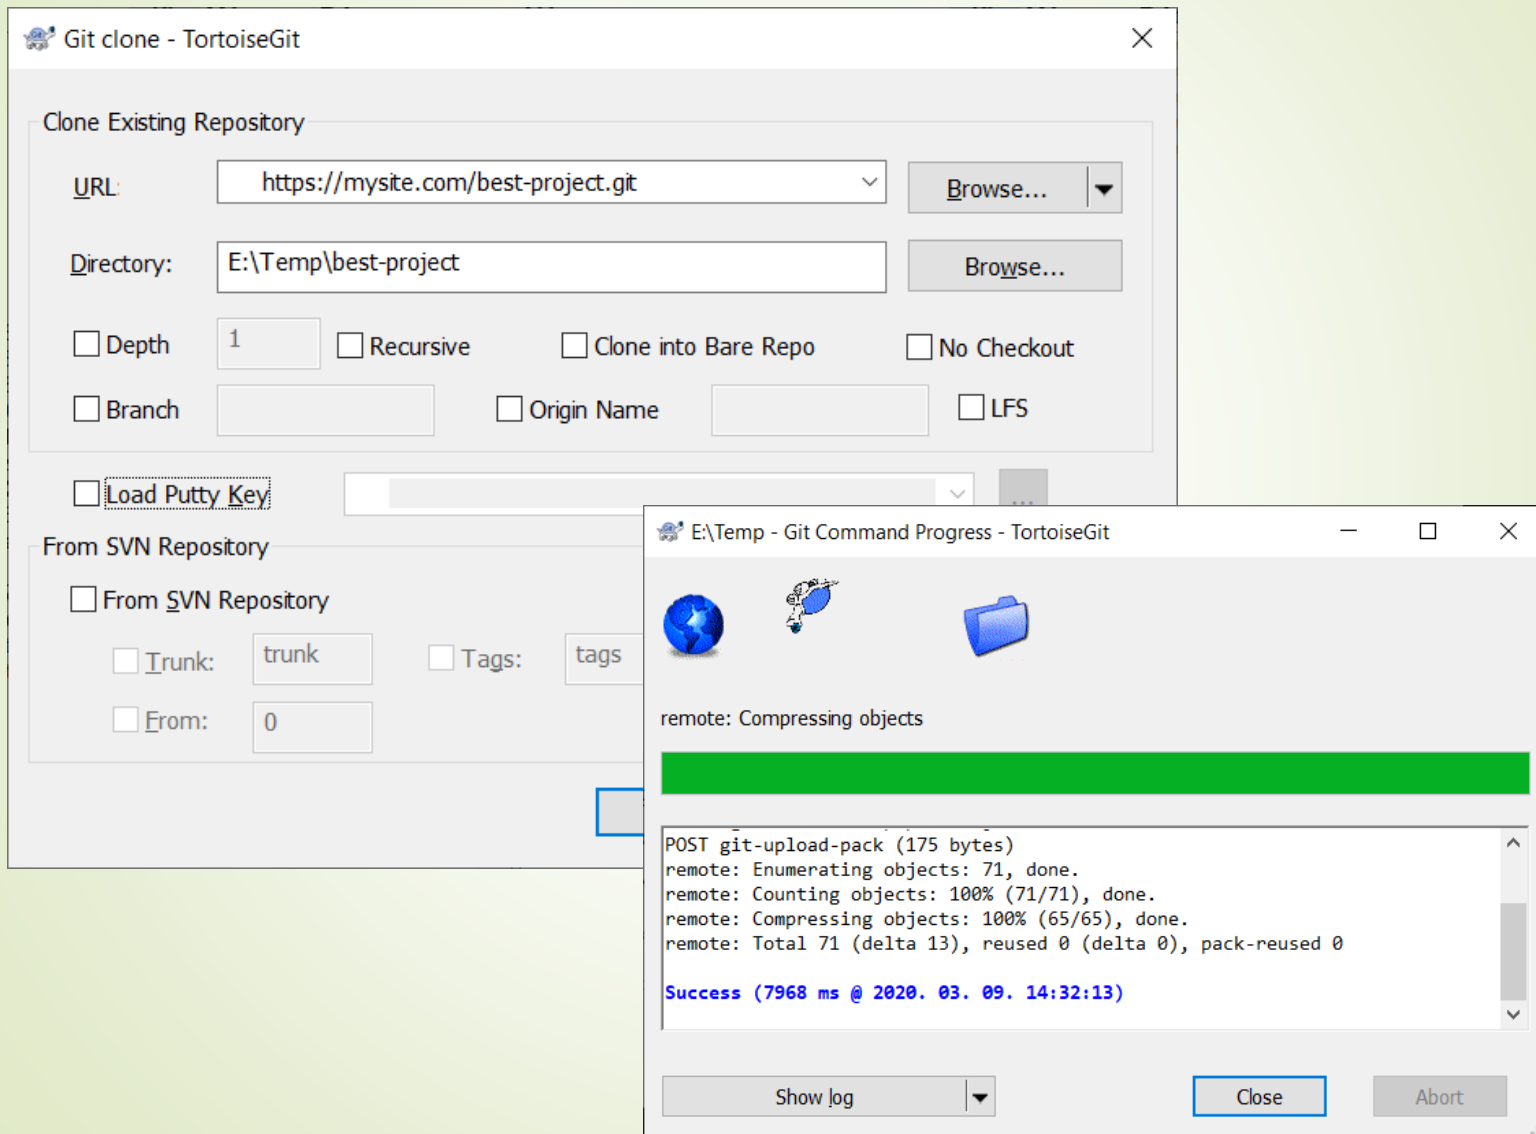 Git clone - TortoiseGit
Clone Existing Repository
URL:
https://mysite.com/best-project.git
Browse...
Directory:
E:\Temp\best-project
Browse...
Depth
1
Recursive
Clone into Bare Repo
No Checkout
Branch
Origin Name
LFS
Load Putty Key
...
From SVN Repository
From SVN Repository
Trunk:
trunk
Tags:
tags
From:
0
E:\Temp - Git Command Progress - TortoiseGit
remote: Compressing objects
POST git-upload-pack (175 bytes)
remote: Enumerating objects: 71, done.
remote: Counting objects: 100% (71/71), done.
remote: Compressing objects: 100% (65/65), done.
remote: Total 71 (delta 13), reused 0 (delta 0), pack-reused 0
Success (7968 ms @ 2020. 03. 09. 14:32:13)
Show log
Close
Abort